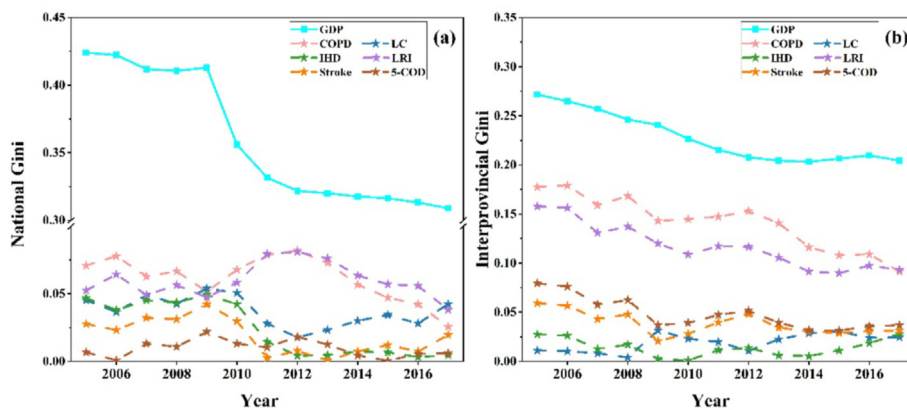 0.45
0.40
0.35
0.30
0.05
0.00
National Gini
GDP
COPD LC
IHD LRI
Stroke 5-COD
(a)
2006 2008 2010 2012 2014 2016
Year
0.35
0.30
0.25
0.20
0.15
0.10
0.05
0.00
Interprovincial Gini
GDP
COPD LC
IHD LRI
Stroke 5-COD
(b)
2006 2008 2010 2012 2014 2016
Year